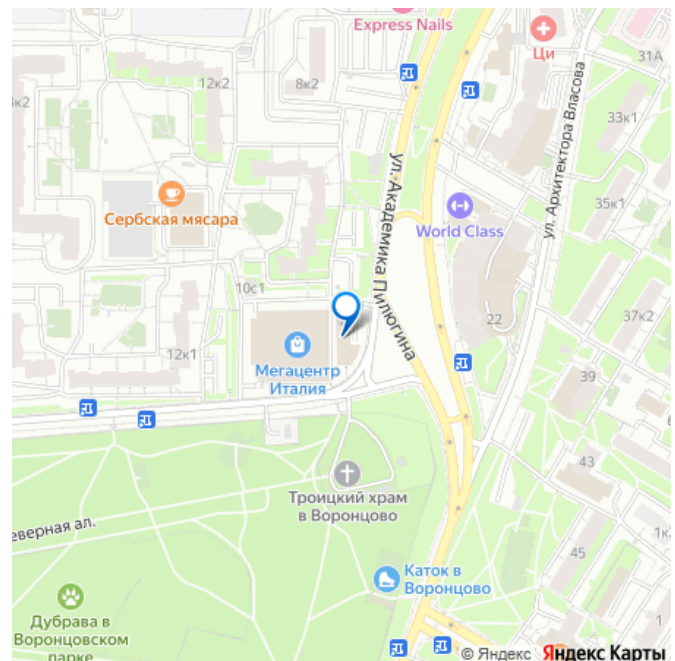 Express Nails
Ци
31А
12к2
8к2
33к1
ул. Архитектора Власова
ул. Академика Пилюгина
35к1
Сербская мясара
World Class
10с1
22
37к2
Мегацентр
Италия
12к1
39
43
Троицкий храм
в Воронцово
еверная ал.
45
Каток в
Воронцово
Дубрава в
Воронцовском
парке
1
© Яндекс Яндекс Карты